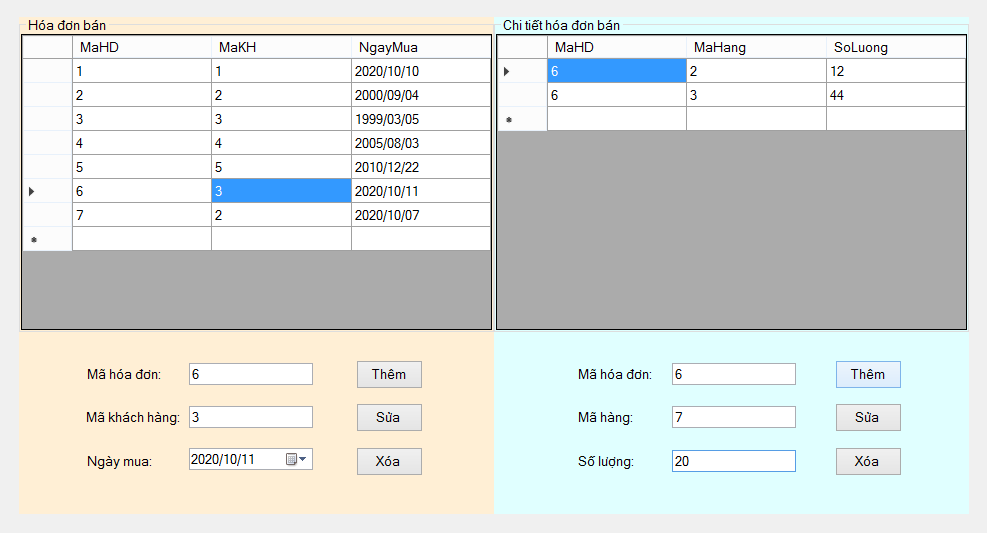 Hóa đơn bán
MaHD MaKH NgayMua
1 1 2020/10/10
2 2 2000/09/04
3 3 1999/03/05
4 4 2005/08/03
5 5 2010/12/22
6 3 2020/10/11
7 2 2020/10/07
Mã hóa đơn: 6 Thêm
Mã khách hàng: 3 Sửa
Ngày mua: 2020/10/11 Xóa
Chi tiết hóa đơn bán
MaHD MaHang SoLuong
6 2 12
6 3 44
Mã hóa đơn: 6 Thêm
Mã hàng: 7 Sửa
Số lượng: 20 Xóa